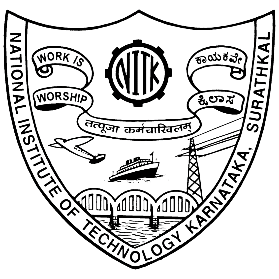 NITK
WORK IS
WORSHIP
ಕಾಯಕವೇ
ಕೈಲಾಸ
तत्पूजा कर्मचाखिलम्
NATIONAL INSTITUTE OF TECHNOLOGY KARNATAKA, SURATHKAL